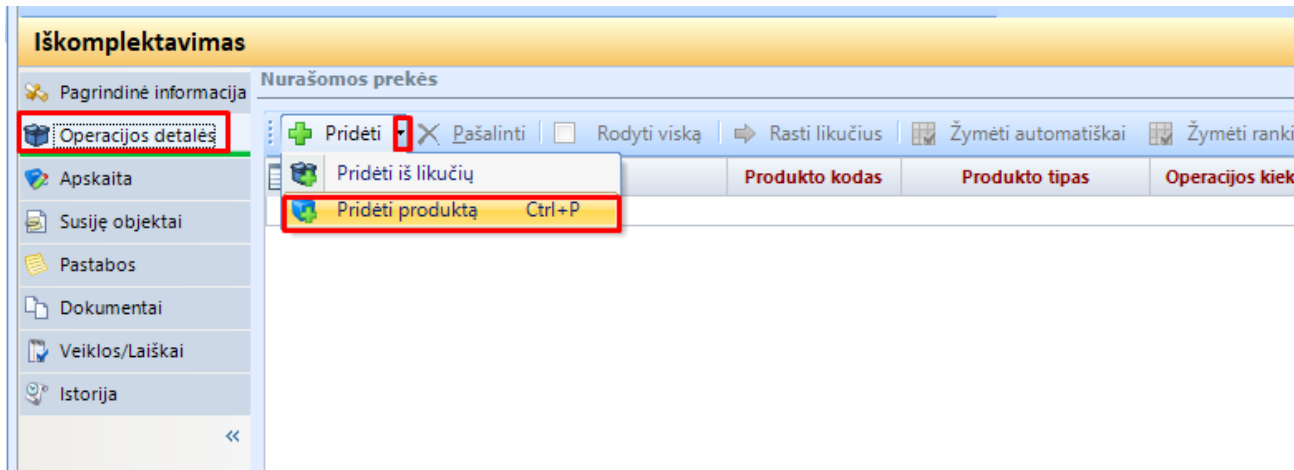 Iškomplektavimas
Pagrindinė informacija
Operacijos detalės
Apskaita
Susiję objektai
Pastabos
Dokumentai
Veiklos/Laiškai
Istorija
«
Nurašomos prekės
Pridėti Pašalinti Rodyti viską Rasti likučius Žymėti automatiškai Žymėti ranki
Pridėti iš likučių
Pridėti produktą Ctrl+P
Produkto kodas Produkto tipas Operacijos kiek